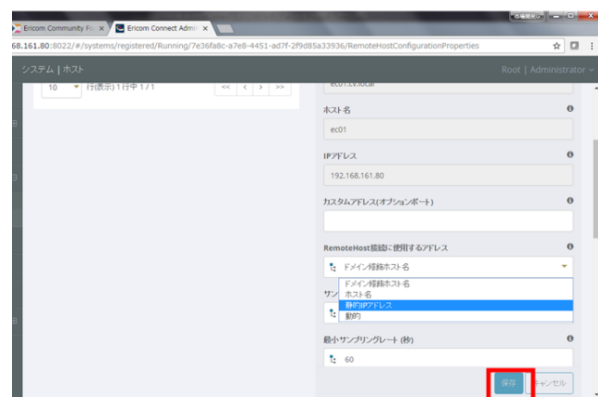 Ericom Community Fo
Ericom Connect Admi
68.161.80:8022/#/systems/registered/Running/7e36fa8c-a7e8-4451-ad7f-2f9d85a33936/RemoteHostConfigurationProperties
システム | ホスト
Root | Administrator
10 行(表示) 1 行中 1 / 1
<< < > >>
ec01.cv.local
ホスト名
ec01
IPアドレス
192.168.161.80
カスタムアドレス(オプションポート)
RemoteHost接続に使用するアドレス
ドメイン修飾ホスト名
ドメイン修飾ホスト名
ホスト名
静的IPアドレス
動的
サン
最小サンプリングレート (秒)
60
保存
キャンセル